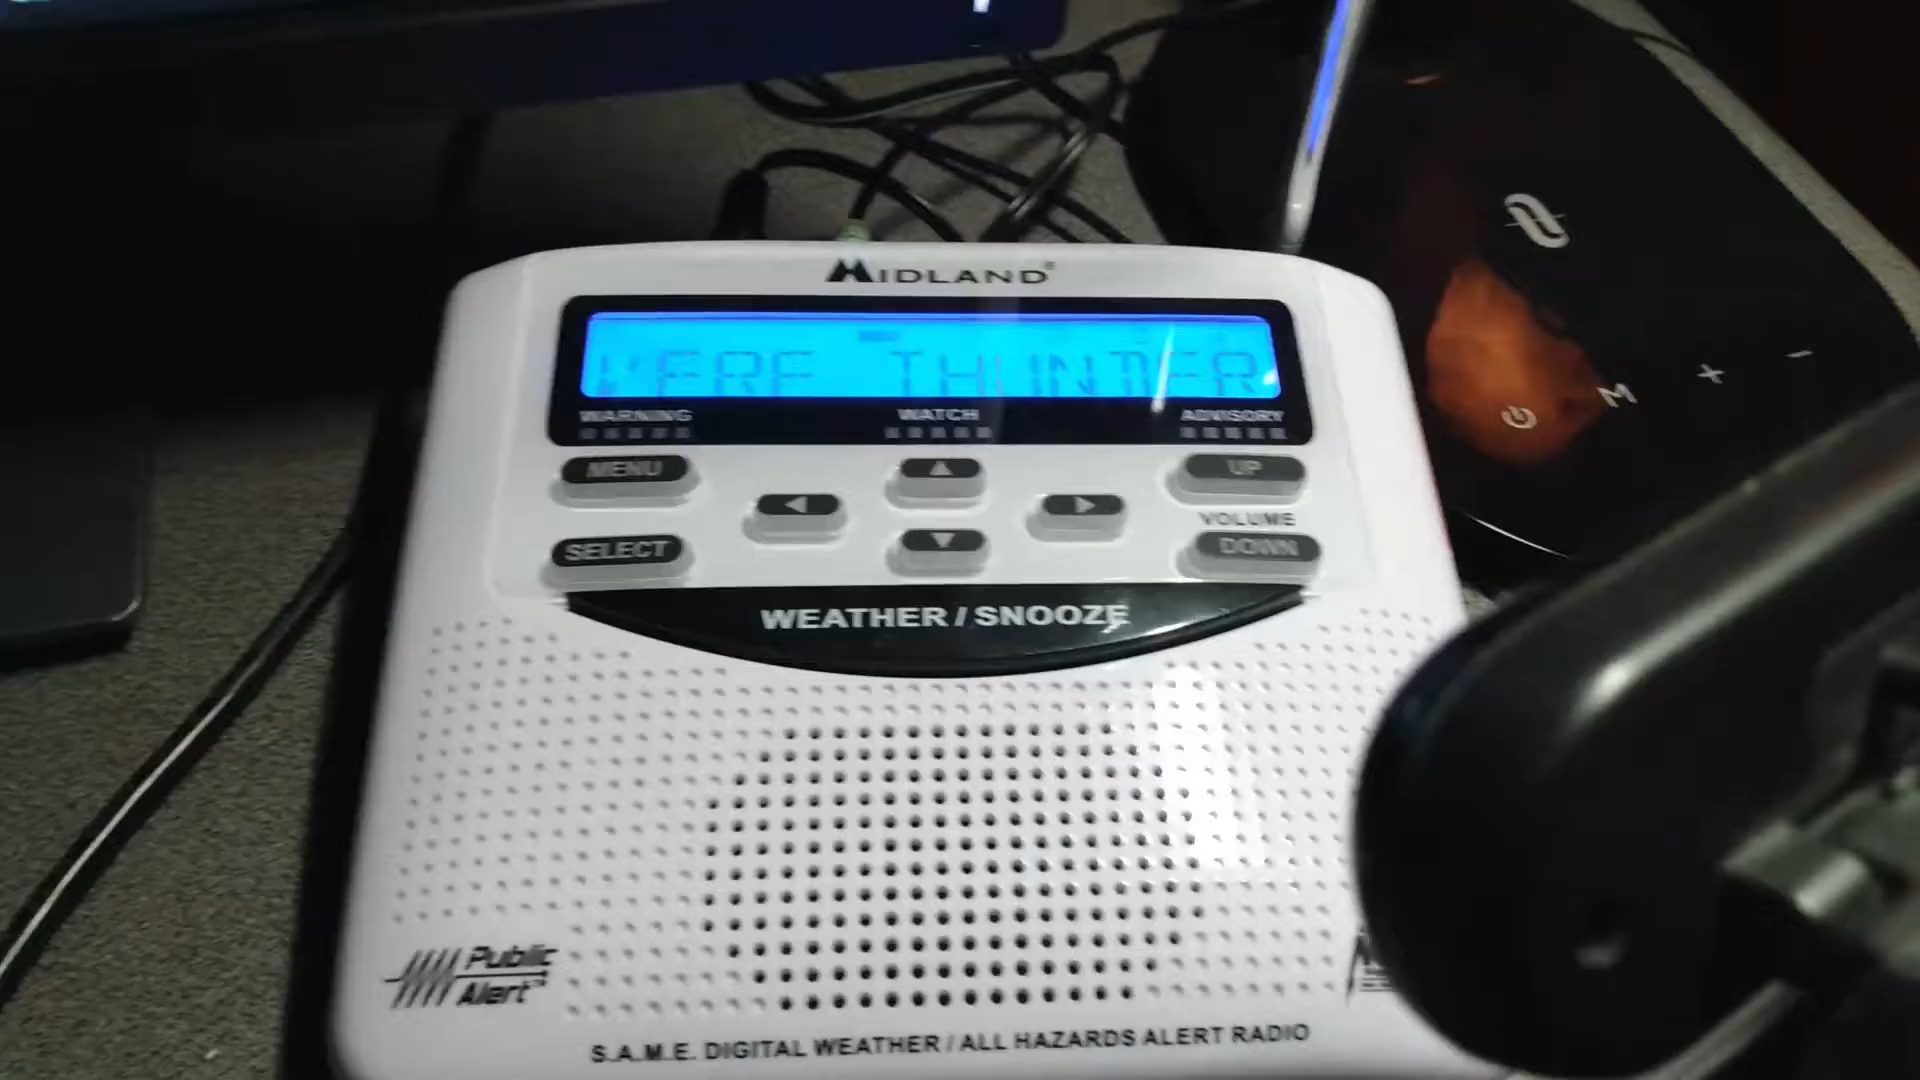 MIDLAND
VERE THUNDER
WARNING WATCH ADVISORY
MENU ▲ UP
◀ ▶
VOLUME
SELECT ▼ DOWN
WEATHER / SNOOZE
M + −
Public
Alert™
S.A.M.E. DIGITAL WEATHER / ALL HAZARDS ALERT RADIO